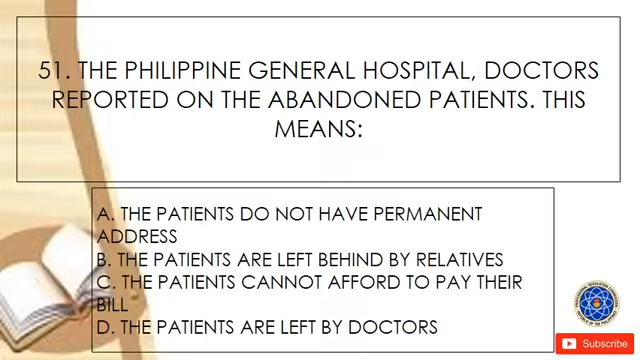 51. THE PHILIPPINE GENERAL HOSPITAL, DOCTORS
REPORTED ON THE ABANDONED PATIENTS. THIS
MEANS:
A. THE PATIENTS DO NOT HAVE PERMANENT
ADDRESS
B. THE PATIENTS ARE LEFT BEHIND BY RELATIVES
C. THE PATIENTS CANNOT AFFORD TO PAY THEIR
BILL
D. THE PATIENTS ARE LEFT BY DOCTORS
Subscribe